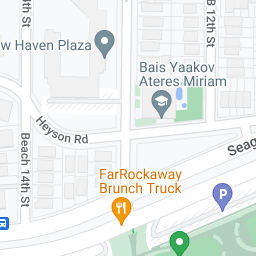 w Haven Plaza
B 12th St
Bais Yaakov
Ateres Miriam
Heyson Rd
Beach 14th St
Seag
FarRockaway
Brunch Truck
P